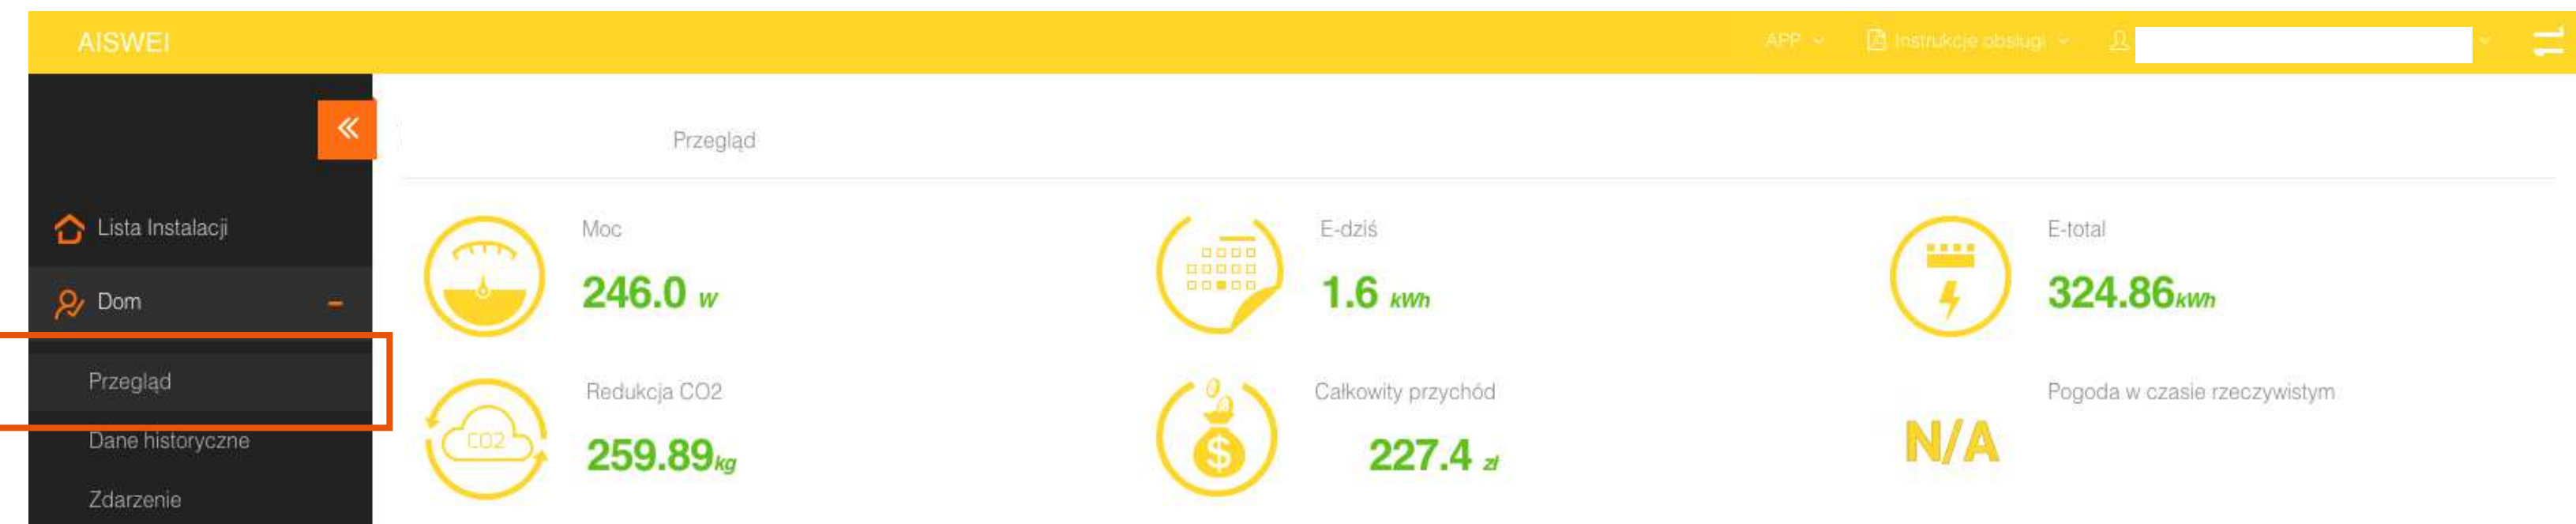 AISWEI
APP
Instrukcje obsługi
Przegląd
Lista Instalacji
Dom
Przegląd
Dane historyczne
Zdarzenie
Moc
246.0 W
E-dziś
1.6 kWh
E-total
324.86kWh
Redukcja CO2
CO2
259.89kg
Całkowity przychód
$
227.4 zł
Pogoda w czasie rzeczywistym
N/A